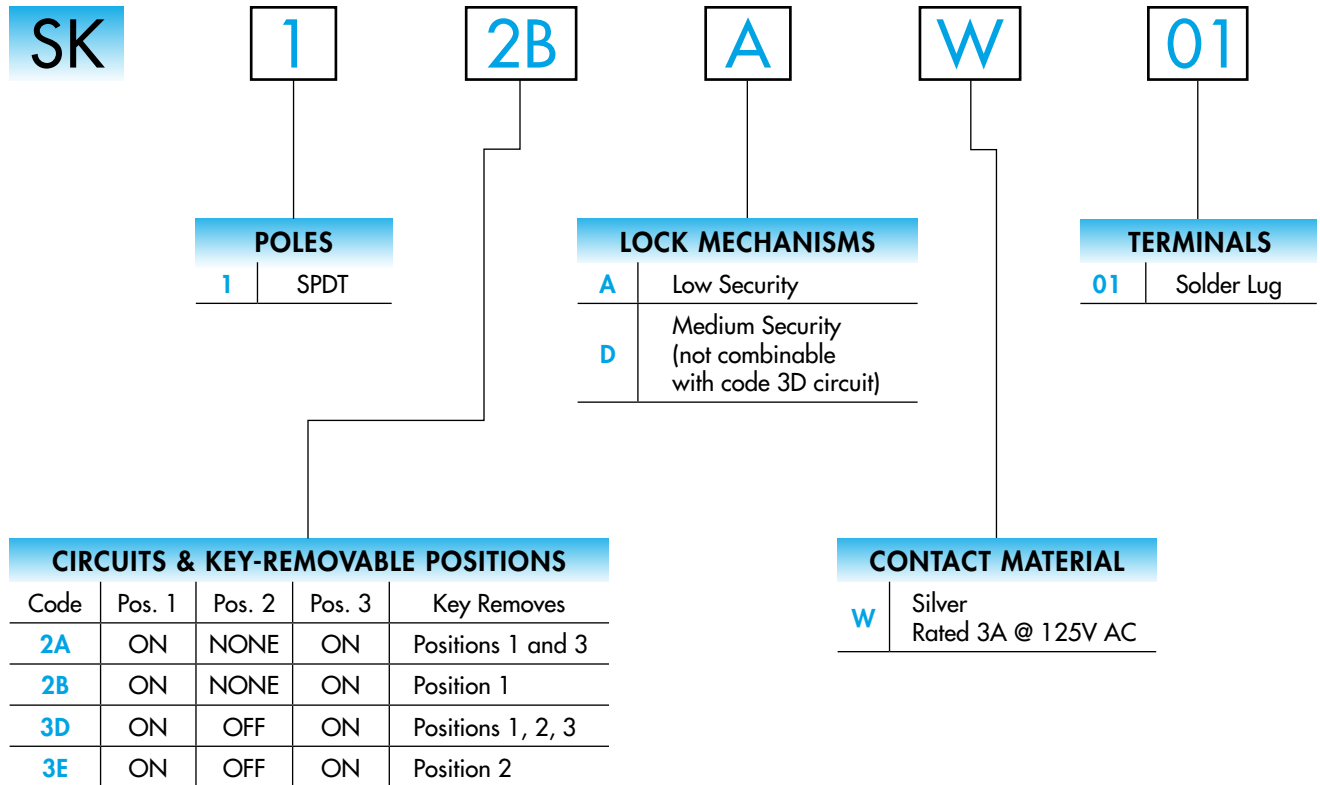 SK 1 2B A W 01
POLES
1 SPDT
LOCK MECHANISMS
A Low Security
D Medium Security
(not combinable
with code 3D circuit)
TERMINALS
01 Solder Lug
CIRCUITS & KEY-REMOVABLE POSITIONS
Code Pos. 1 Pos. 2 Pos. 3 Key Removes
2A ON NONE ON Positions 1 and 3
2B ON NONE ON Position 1
3D ON OFF ON Positions 1, 2, 3
3E ON OFF ON Position 2
CONTACT MATERIAL
W Silver
Rated 3A @ 125V AC